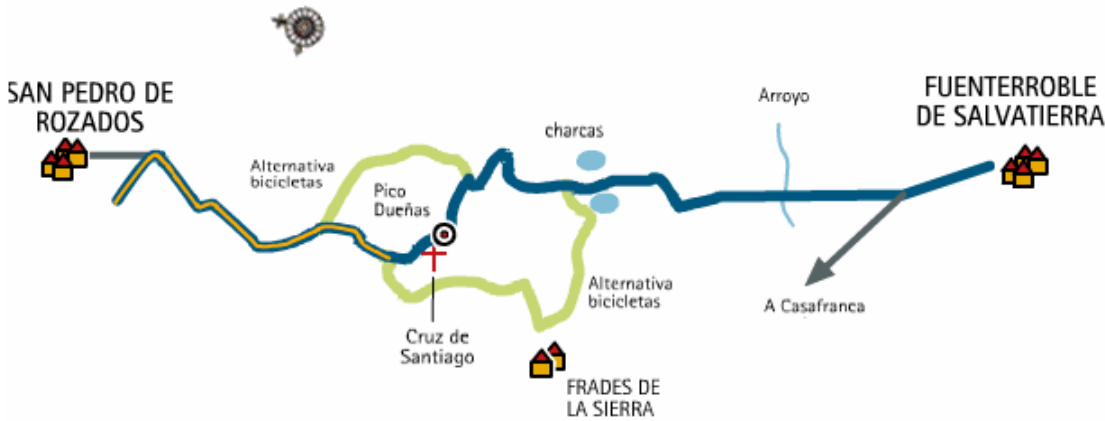 SAN PEDRO DE
ROZADOS
Alternativa
bicicletas
Pico
Dueñas
charcas
Arroyo
FUENTERROBLE
DE SALVATIERRA
Cruz de
Santiago
Alternativa
bicicletas
A Casafranca
FRADES DE
LA SIERRA